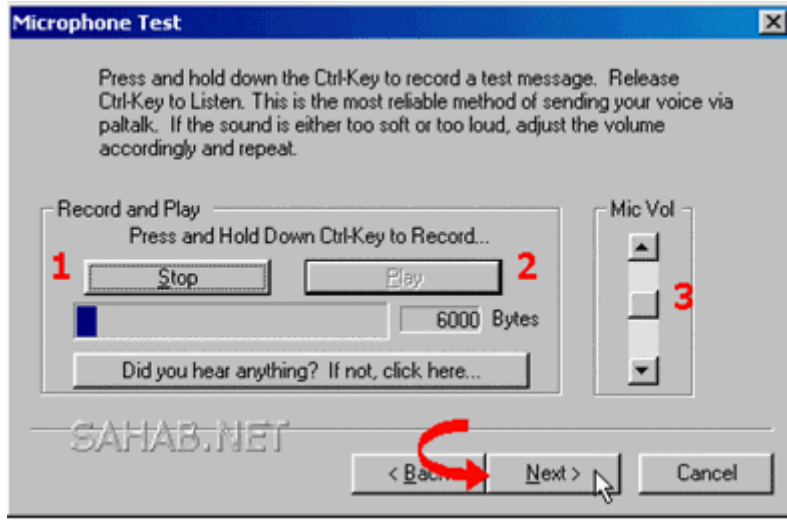 Microphone Test
Press and hold down the Ctrl-Key to record a test message. Release
Ctrl-Key to Listen. This is the most reliable method of sending your voice via
paltalk. If the sound is either too soft or too loud, adjust the volume
accordingly and repeat.
Record and Play
Mic Vol
Press and Hold Down Ctrl-Key to Record...
1 Stop Play 2
3
6000 Bytes
Did you hear anything? If not, click here...
SAHAB.NET
< Back Next > Cancel